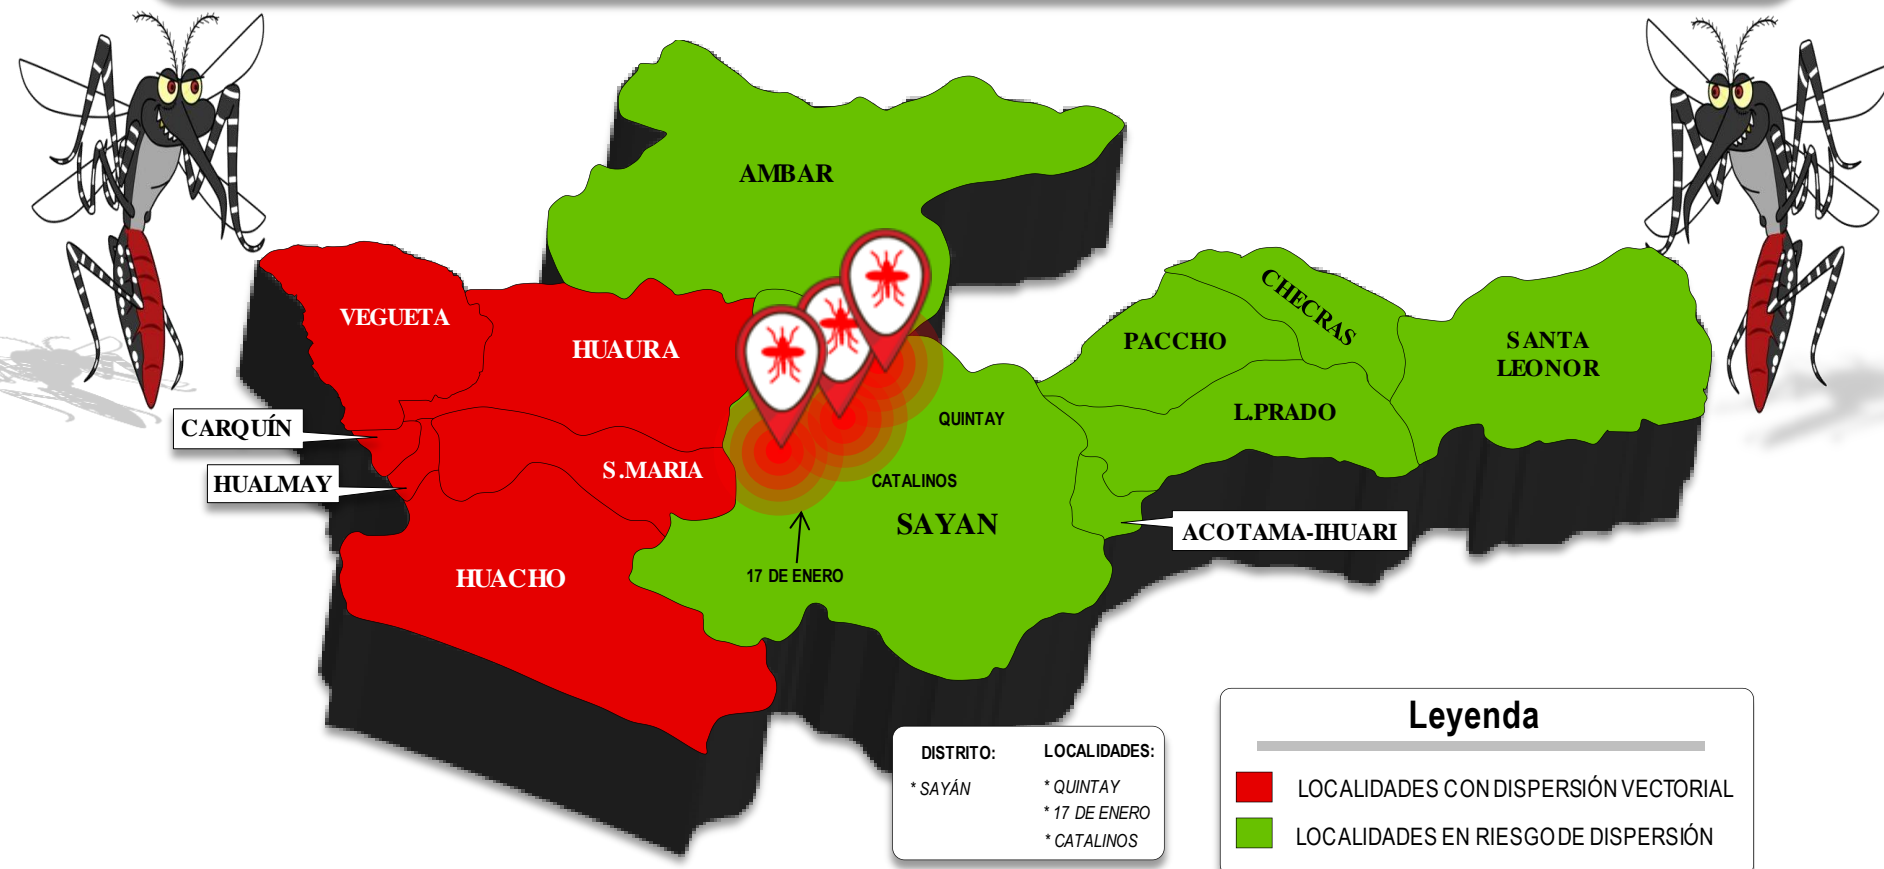 AMBAR
VEGUETA
HUAURA
CHECRAS
PACCHO
SANTA
LEONOR
L.PRADO
CARQUÍN
QUINTAY
S.MARIA
HUALMAY
CATALINOS
SAYAN
ACOTAMA-IHUARI
HUACHO
17 DE ENERO
DISTRITO:
* SAYÁN
LOCALIDADES:
* QUINTAY
* 17 DE ENERO
* CATALINOS
Leyenda
LOCALIDADES CON DISPERSIÓN VECTORIAL
LOCALIDADES EN RIESGO DE DISPERSIÓN